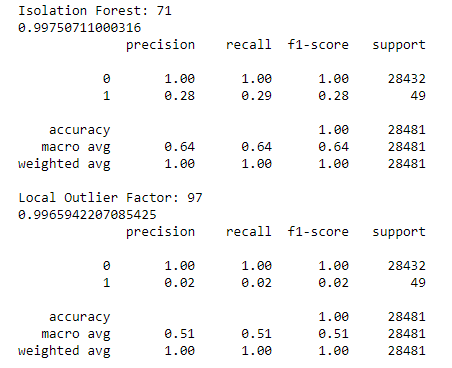 Isolation Forest: 71
0.99750711000316
precision recall f1-score support
0 1.00 1.00 1.00 28432
1 0.28 0.29 0.28 49
accuracy 1.00 28481
macro avg 0.64 0.64 0.64 28481
weighted avg 1.00 1.00 1.00 28481
Local Outlier Factor: 97
0.9965942207085425
precision recall f1-score support
0 1.00 1.00 1.00 28432
1 0.02 0.02 0.02 49
accuracy 1.00 28481
macro avg 0.51 0.51 0.51 28481
weighted avg 1.00 1.00 1.00 28481